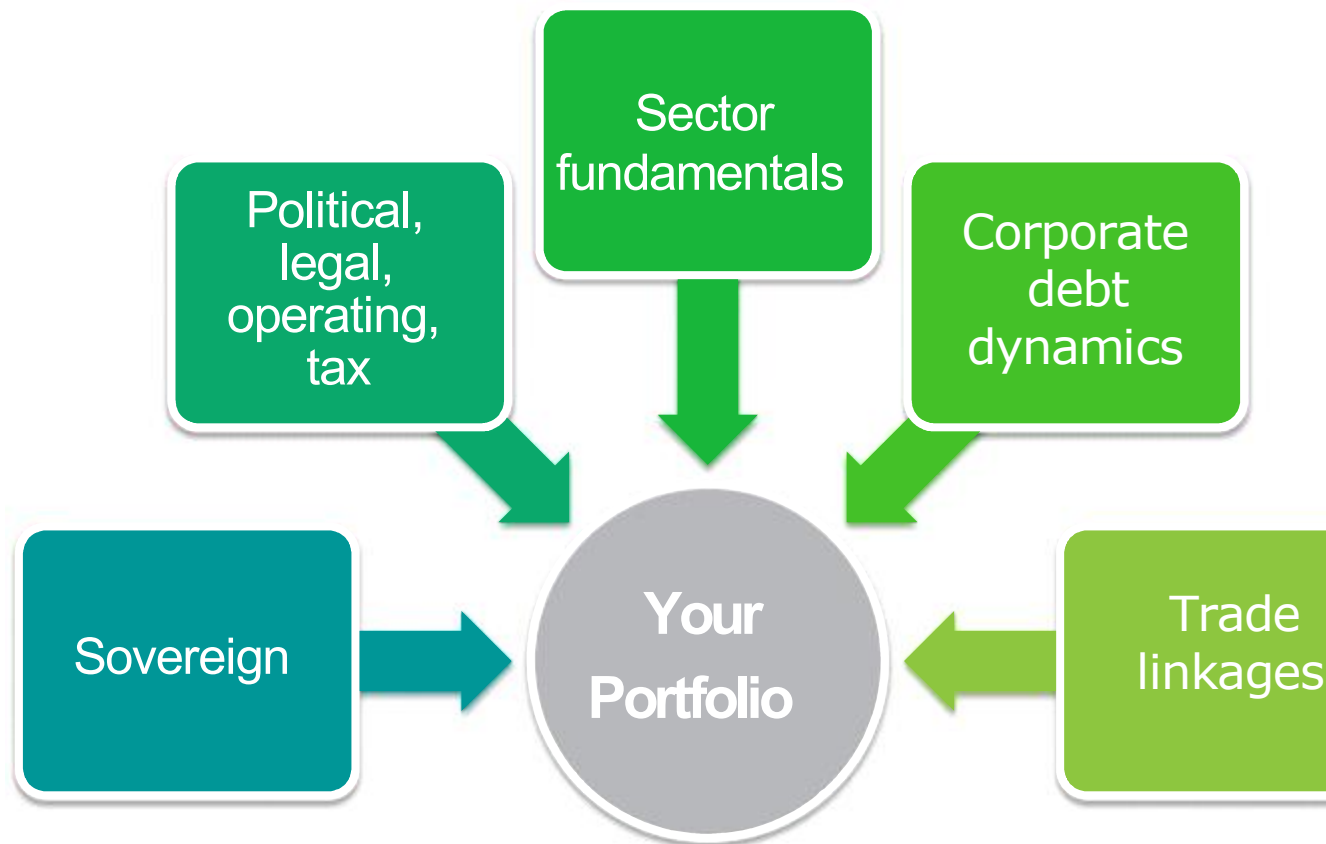 Sector
fundamentals
Political,
legal,
operating,
tax
Corporate
debt
dynamics
Sovereign
Your
Portfolio
Trade
linkages